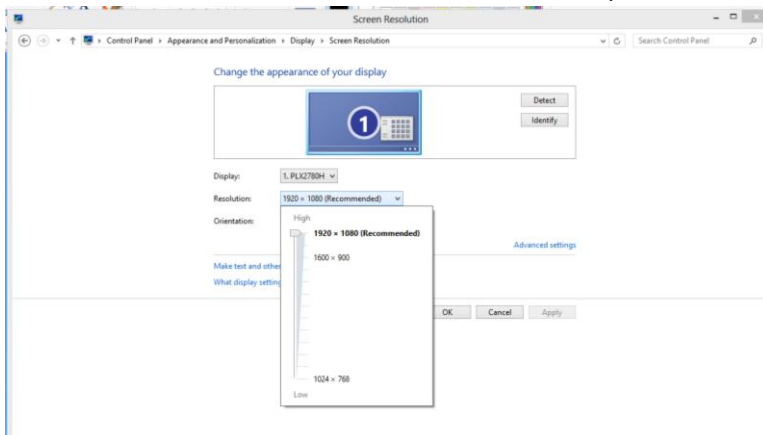 Screen Resolution
Control Panel › Appearance and Personalization › Display › Screen Resolution
Search Control Panel
Change the appearance of your display
1
Detect
Identify
Display:
1. PLX2780H
Resolution:
1920 × 1080 (Recommended)
Orientation:
High
1920 × 1080 (Recommended)
1600 × 900
1024 × 768
Low
Advanced settings
Make text and othe
What display setting
OK Cancel Apply